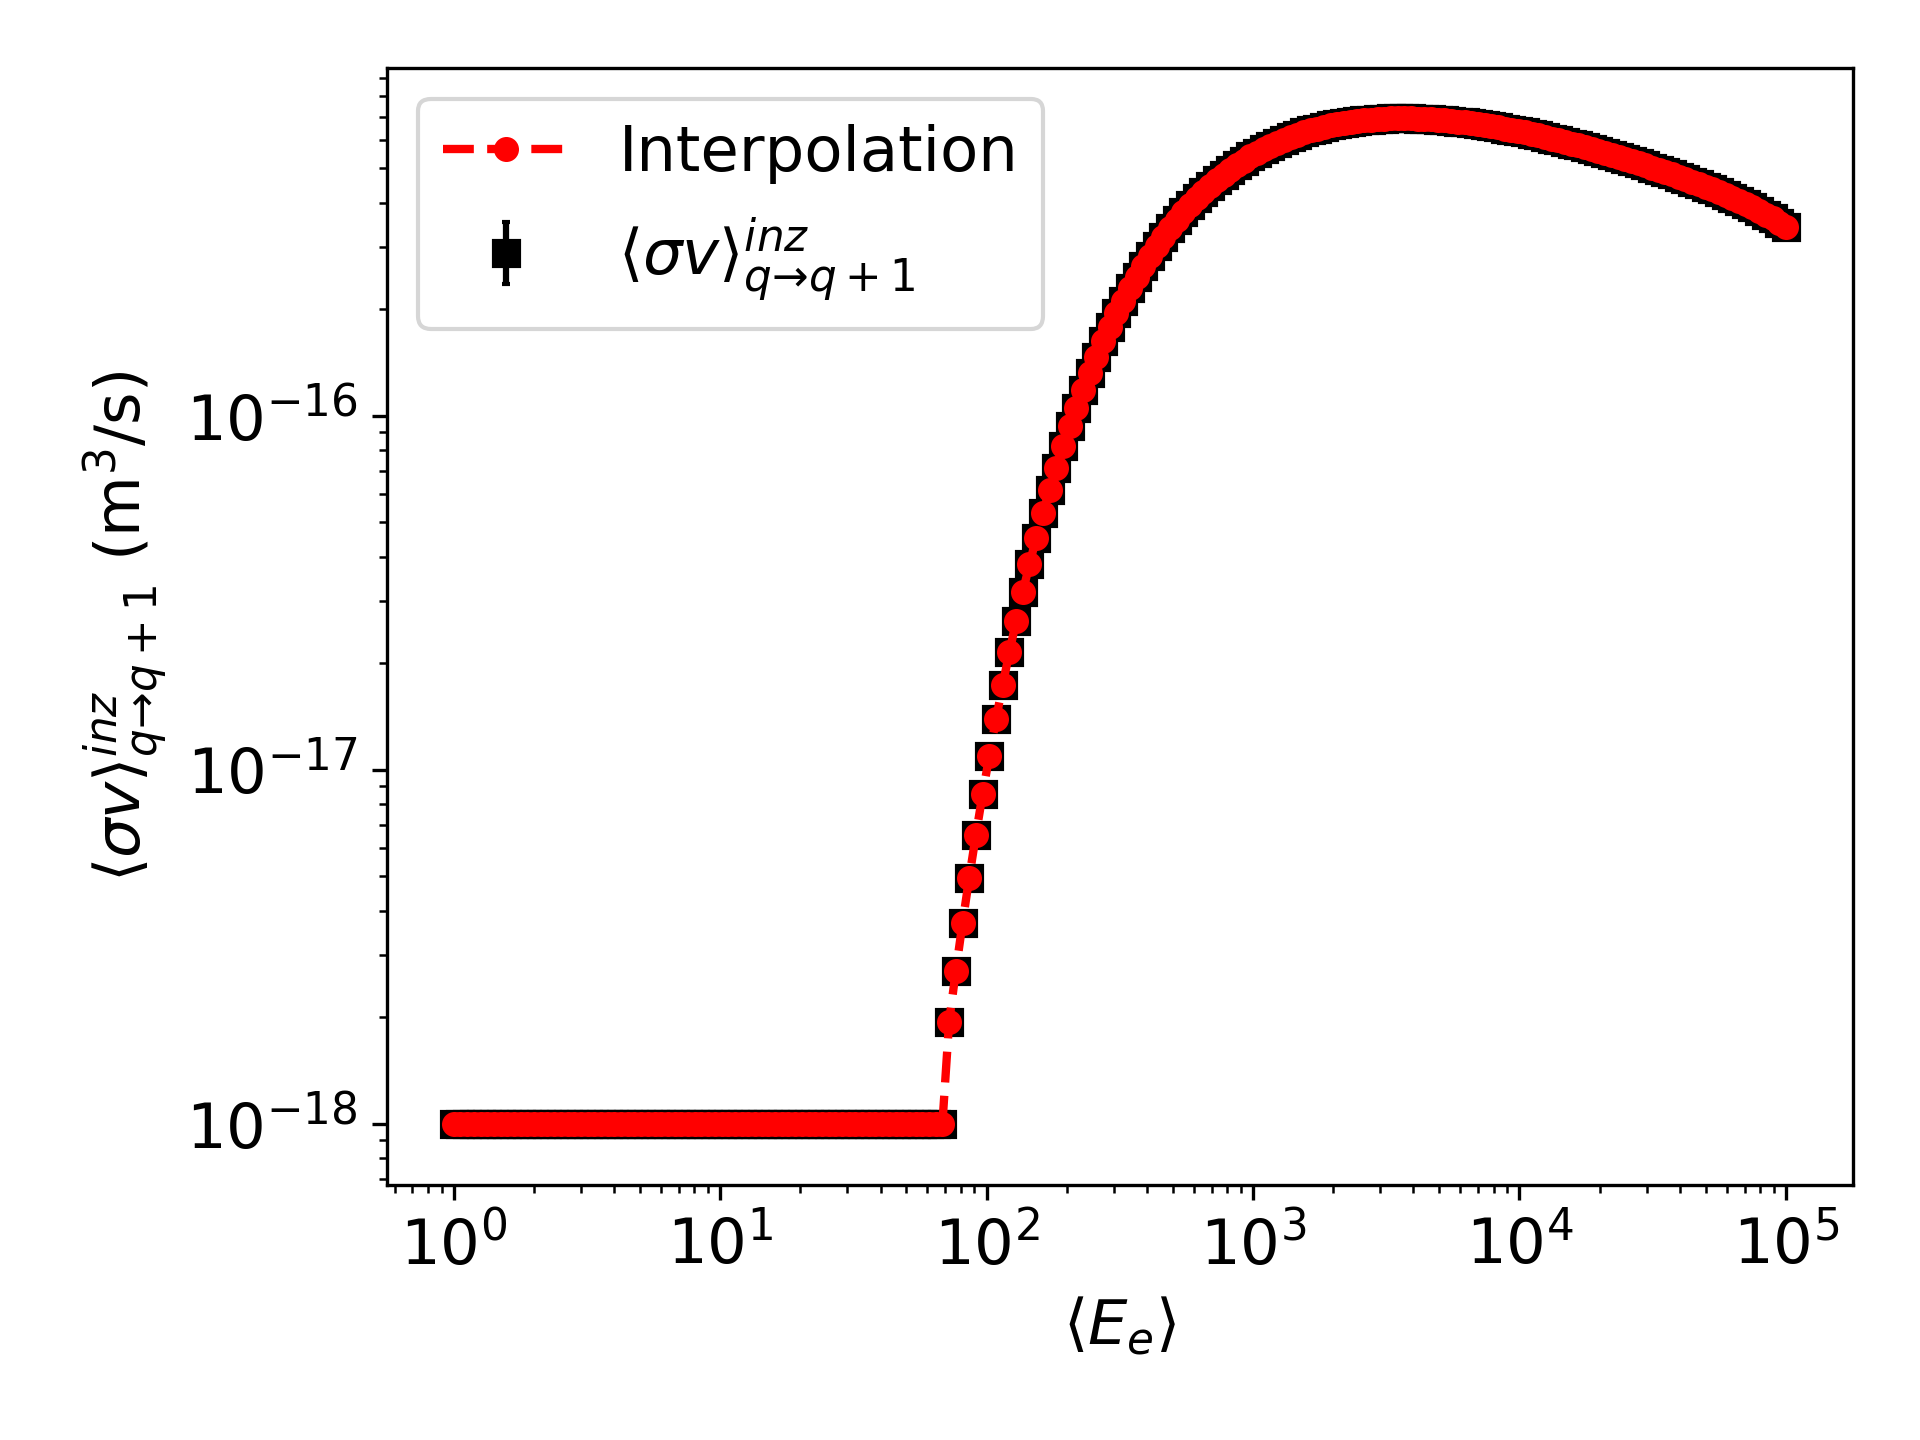 Interpolation
⟨σv⟩^{inz}_{q→q+1}
⟨σv⟩^{inz}_{q→q+1} (m^3/s)
10^{-16}
10^{-17}
10^{-18}
10^0 10^1 10^2 10^3 10^4 10^5
⟨E_e⟩